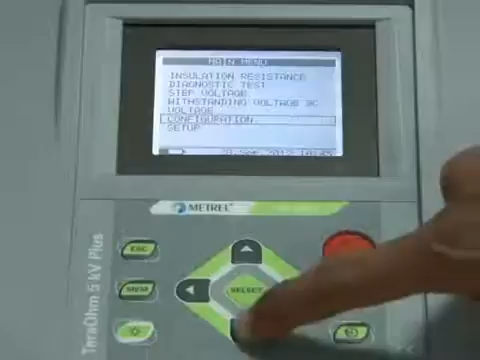 MAIN MENU
INSULATION RESISTANCE
DIAGNOSTIC TEST
STEP VOLTAGE
WITHSTANDING VOLTAGE DC
VOLTAGE
CONFIGURATION
SETUP
METREL
ESC
MEM
SELECT
TeraOhm 5 kV Plus